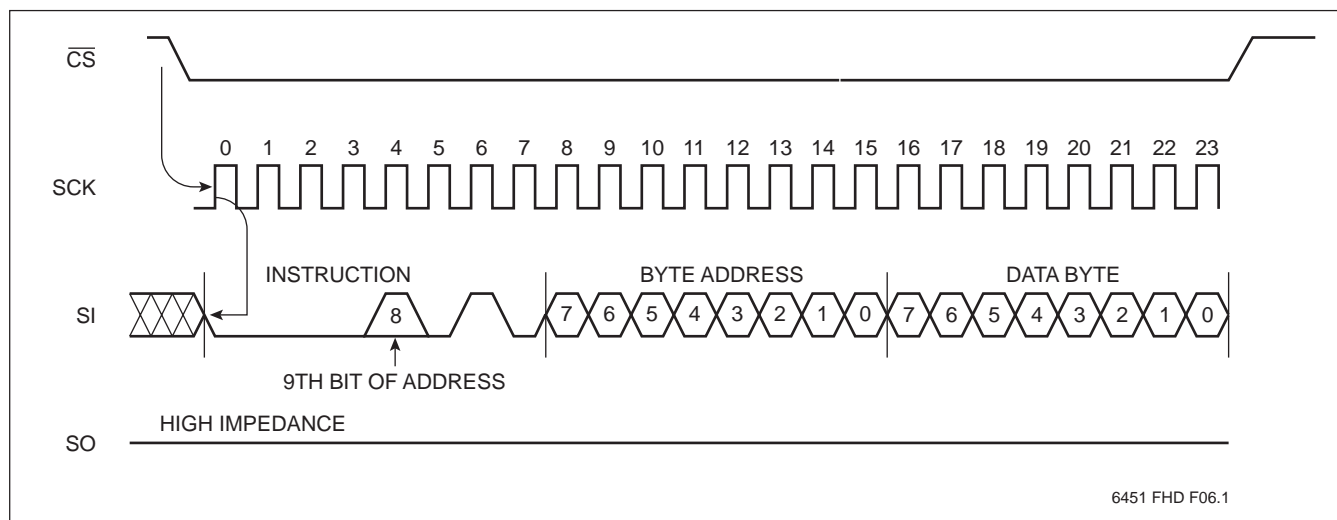 CS
0 1 2 3 4 5 6 7 8 9 10 11 12 13 14 15 16 17 18 19 20 21 22 23
SCK
INSTRUCTION BYTE ADDRESS DATA BYTE
SI 8 7 6 5 4 3 2 1 0 7 6 5 4 3 2 1 0
9TH BIT OF ADDRESS
HIGH IMPEDANCE
SO
6451 FHD F06.1